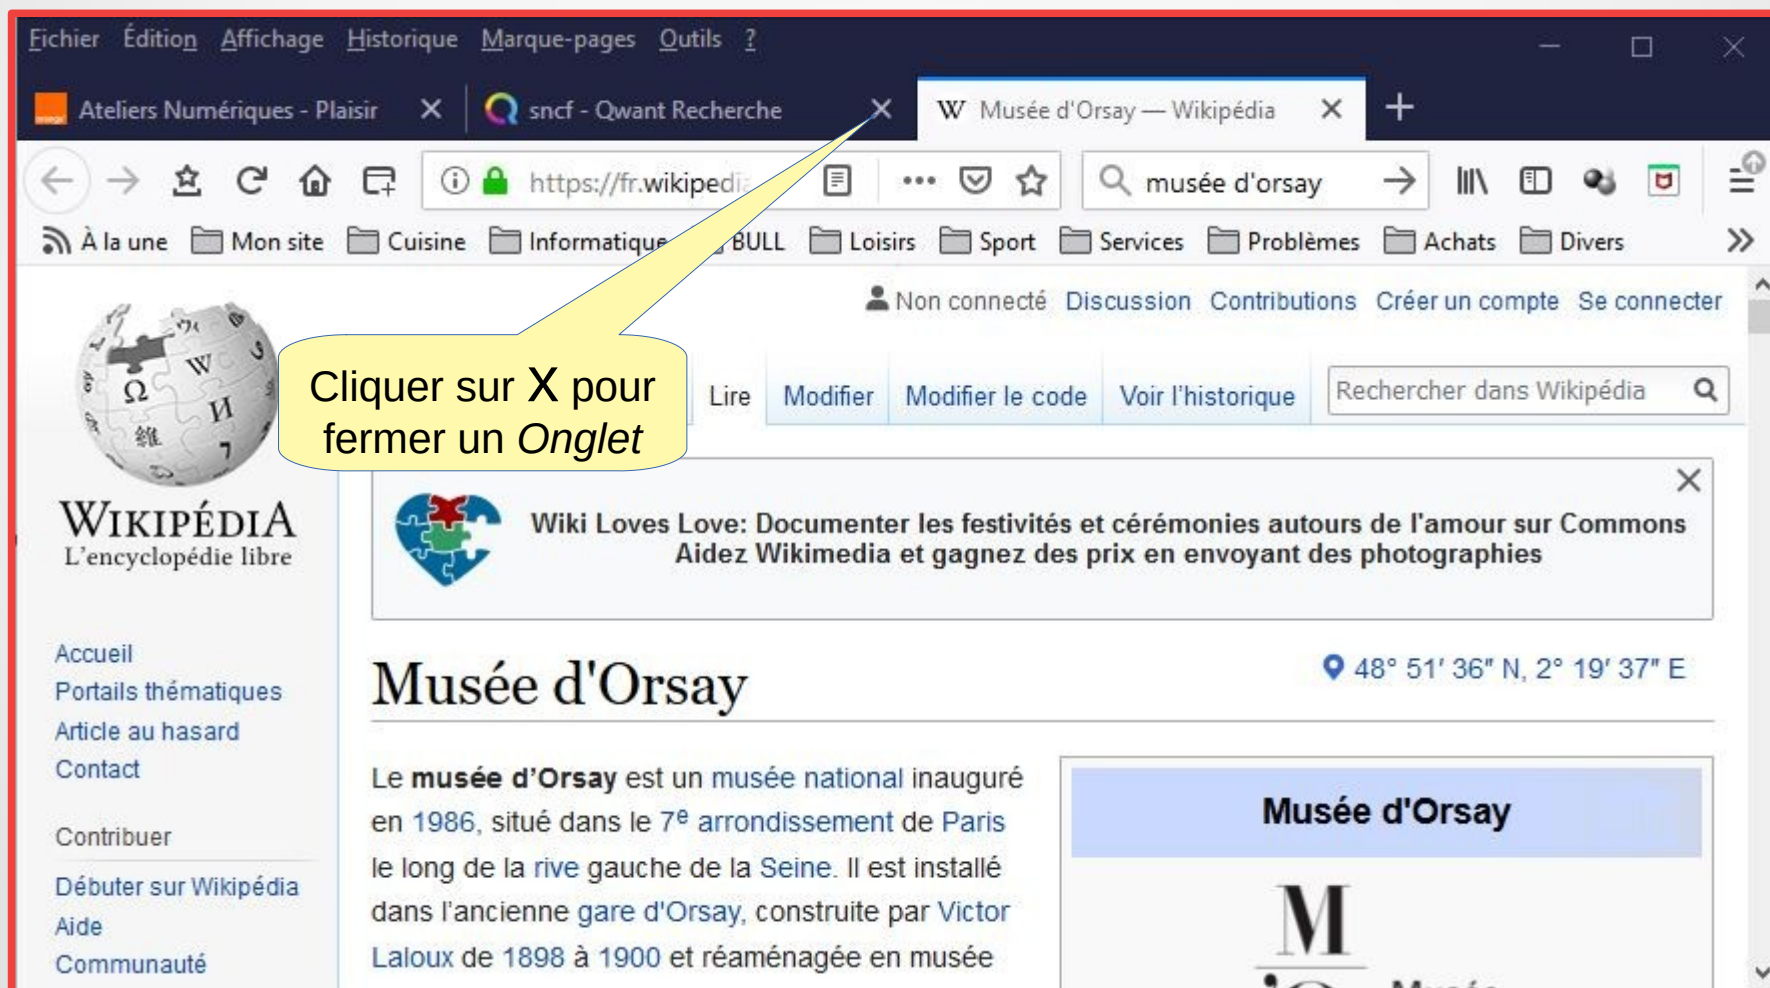 Fichier Édition Affichage Historique Marque-pages Outils ?
Ateliers Numériques - Plaisir
sncf - Qwant Recherche
W Musée d'Orsay — Wikipédia
https://fr.wikipedia
musée d'orsay
À la une Mon site Cuisine Informatique BULL Loisirs Sport Services Problèmes Achats Divers
Non connecté Discussion Contributions Créer un compte Se connecter
Cliquer sur X pour
fermer un Onglet
Lire Modifier Modifier le code Voir l'historique Rechercher dans Wikipédia
WIKIPÉDIA
L'encyclopédie libre
Wiki Loves Love: Documenter les festivités et cérémonies autours de l'amour sur Commons
Aidez Wikimedia et gagnez des prix en envoyant des photographies
Accueil
Portails thématiques
Article au hasard
Contact
Contribuer
Débuter sur Wikipédia
Aide
Communauté
Musée d'Orsay
48° 51′ 36″ N, 2° 19′ 37″ E
Le musée d’Orsay est un musée national inauguré
en 1986, situé dans le 7e arrondissement de Paris
le long de la rive gauche de la Seine. Il est installé
dans l’ancienne gare d'Orsay, construite par Victor
Laloux de 1898 à 1900 et réaménagée en musée
Musée d'Orsay
M